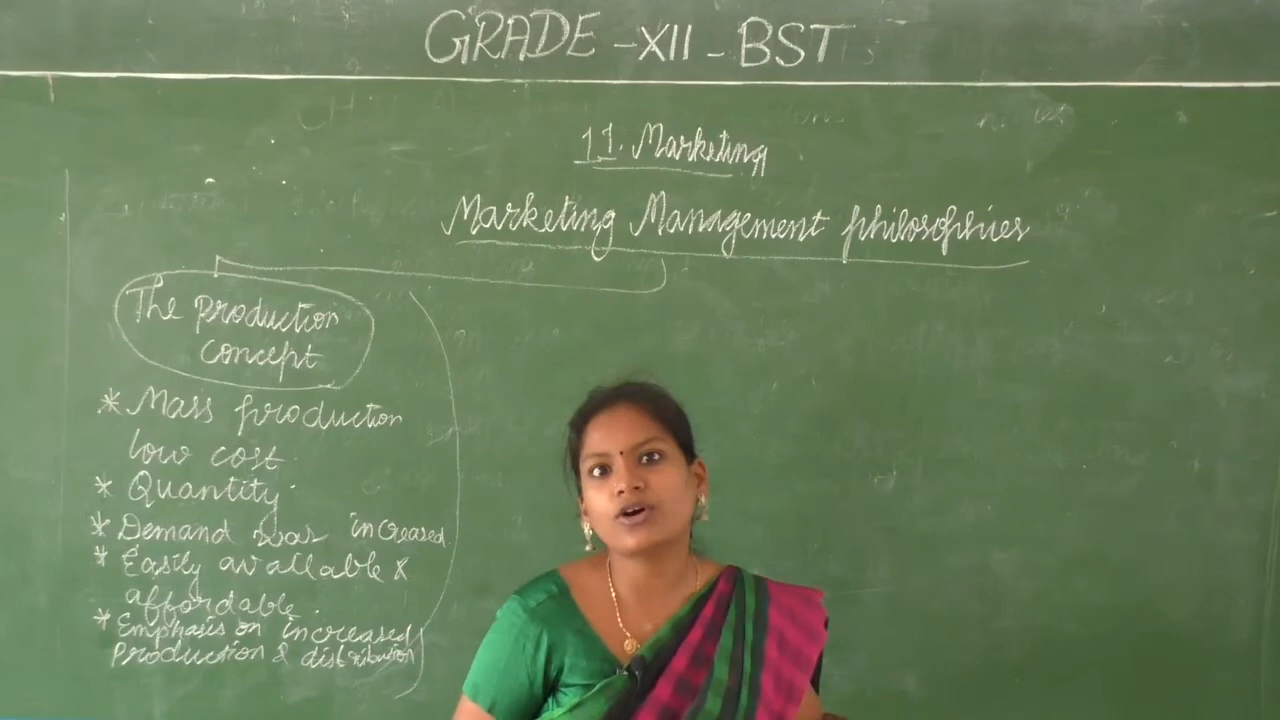 GRADE - XII - BST
11. Marketing
Marketing Management philosophies
The production
concept
* Mass production
low cost.
* Quantity
* Demand was increased.
* Easily available &
affordable.
* Emphasis on increased
production & distribution